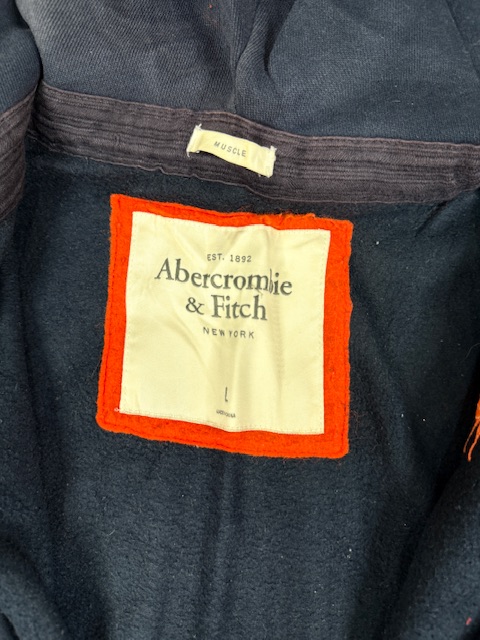 MUSCLE
EST. 1892
Abercrombie
& Fitch
NEW YORK
L